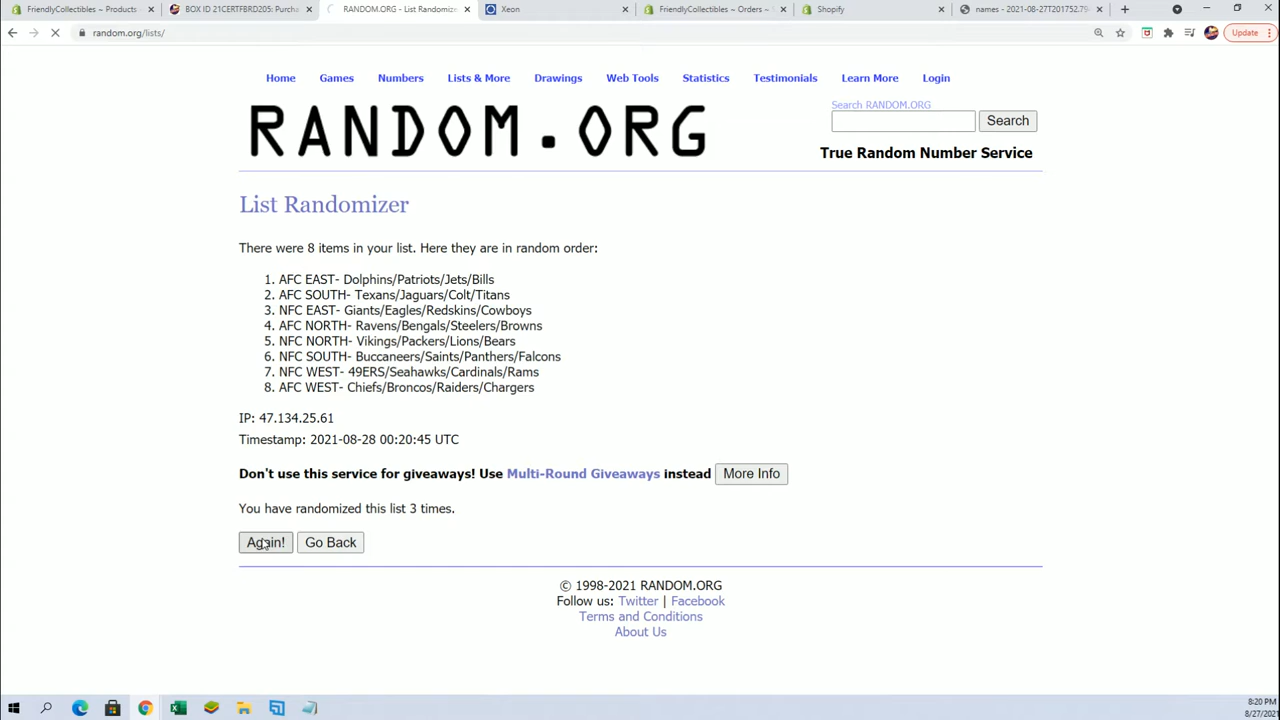 FriendlyCollectibles ~ Products
BOX ID 21CERTFBRD205: Purcha
RANDOM.ORG - List Randomizer
Xeon
FriendlyCollectibles ~ Orders ~ S
Shopify
names - 2021-08-27T201752.79
random.org/lists/
Update
Home Games Numbers Lists & More Drawings Web Tools Statistics Testimonials Learn More Login
RANDOM.ORG
Search RANDOM.ORG
Search
True Random Number Service
List Randomizer
There were 8 items in your list. Here they are in random order:
1. AFC EAST- Dolphins/Patriots/Jets/Bills
2. AFC SOUTH- Texans/Jaguars/Colt/Titans
3. NFC EAST- Giants/Eagles/Redskins/Cowboys
4. AFC NORTH- Ravens/Bengals/Steelers/Browns
5. NFC NORTH- Vikings/Packers/Lions/Bears
6. NFC SOUTH- Buccaneers/Saints/Panthers/Falcons
7. NFC WEST- 49ERS/Seahawks/Cardinals/Rams
8. AFC WEST- Chiefs/Broncos/Raiders/Chargers
IP: 47.134.25.61
Timestamp: 2021-08-28 00:20:45 UTC
Don't use this service for giveaways! Use Multi-Round Giveaways instead More Info
You have randomized this list 3 times.
Again! Go Back
© 1998-2021 RANDOM.ORG
Follow us: Twitter | Facebook
Terms and Conditions
About Us
8:20 PM
8/27/202